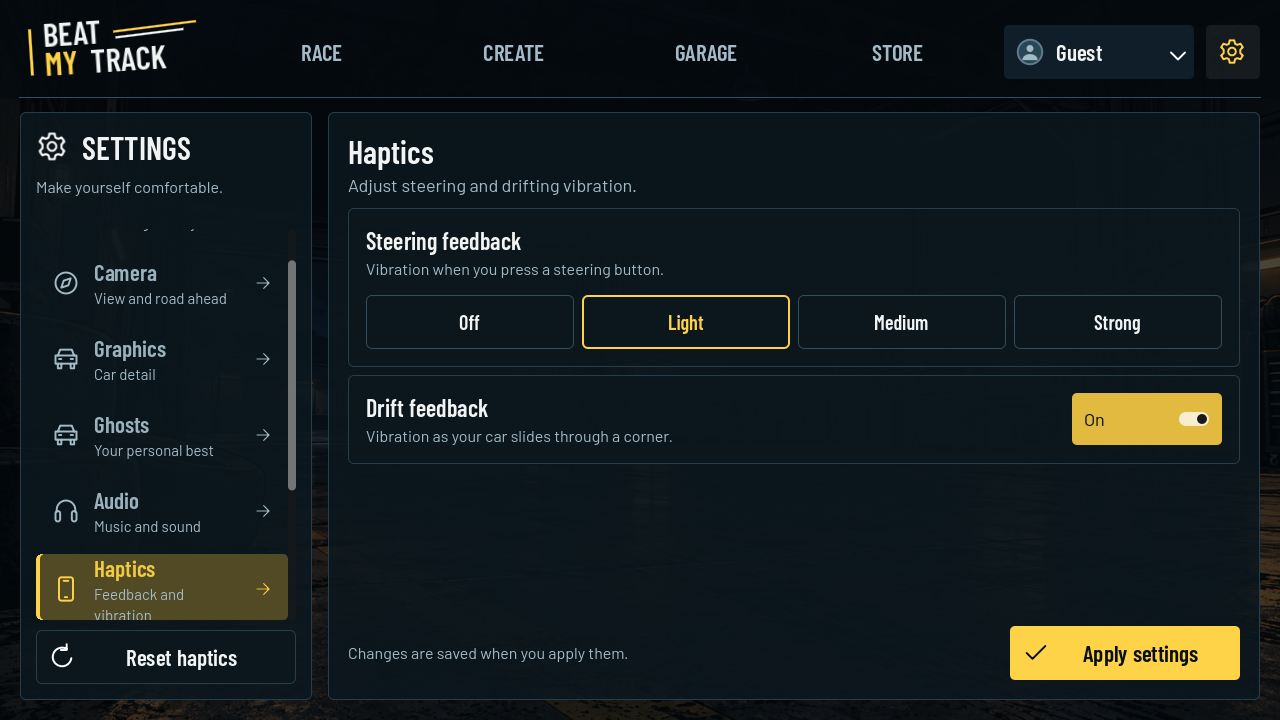 BEAT
MY TRACK
RACE
CREATE
GARAGE
STORE
Guest
SETTINGS
Make yourself comfortable.
Camera
View and road ahead
Graphics
Car detail
Ghosts
Your personal best
Audio
Music and sound
Haptics
Feedback and
vibration
Reset haptics
Haptics
Adjust steering and drifting vibration.
Steering feedback
Vibration when you press a steering button.
Off
Light
Medium
Strong
Drift feedback
Vibration as your car slides through a corner.
On
Changes are saved when you apply them.
Apply settings